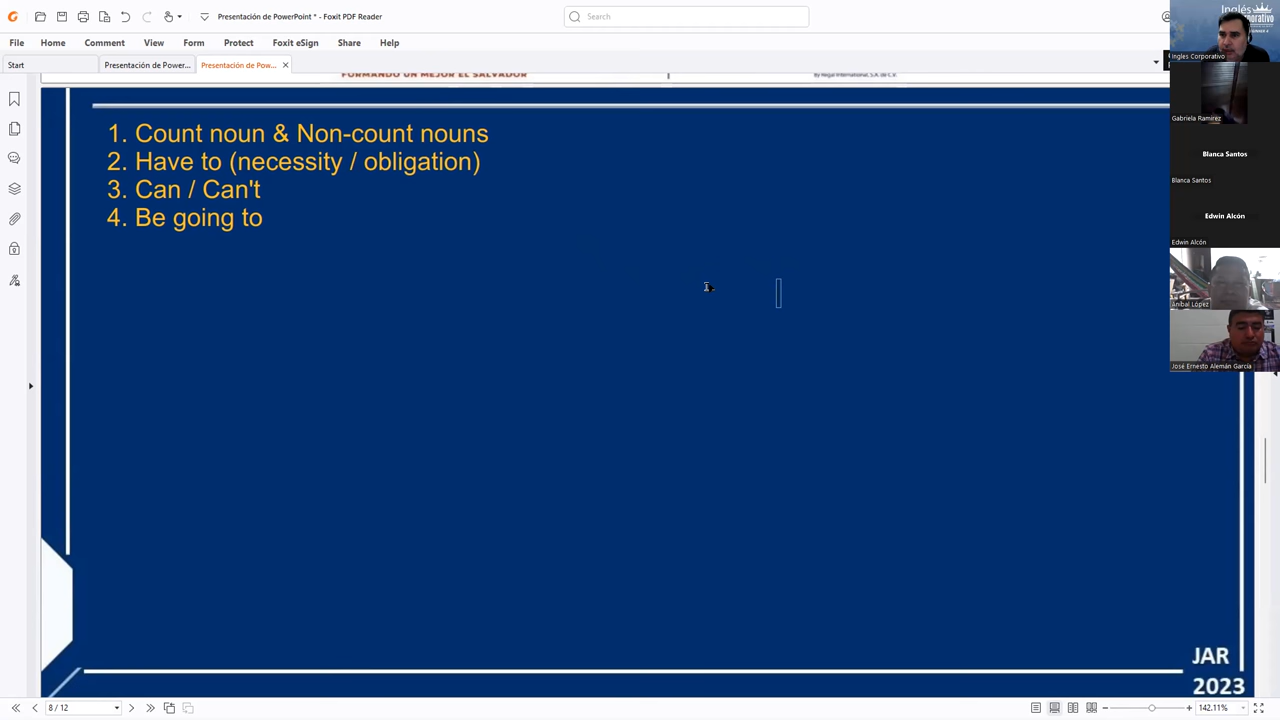 Presentación de PowerPoint * - Foxit PDF Reader
Search
File
Home
Comment
View
Form
Protect
Foxit eSign
Share
Help
Start
Presentación de Power...
Presentación de Pow...
FORMANDO UN MEJOR EL SALVADOR
By Regal International, S.A. de C.V.
1. Count noun & Non-count nouns
2. Have to (necessity / obligation)
3. Can / Can't
4. Be going to
JAR
2023
8 / 12
142.11%
Inglés
Ingles Corporativo
Gabriela Ramirez
Blanca Santos
Blanca Santos
Edwin Alcón
Edwin Alcón
Anibal López
José Ernesto Alemán García